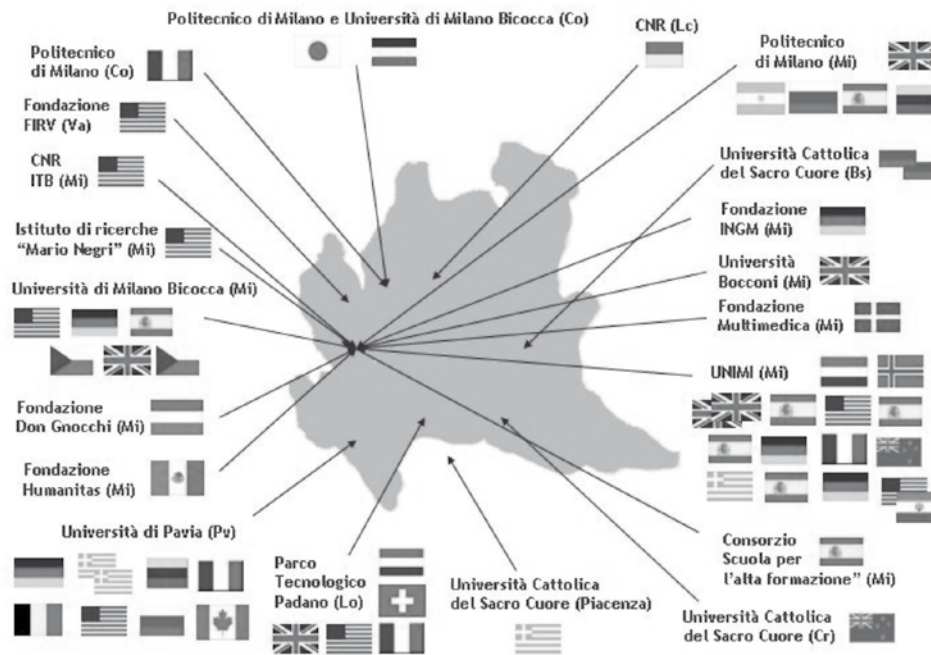 Politecnico di Milano e Università di Milano Bicocca (Co)
CNR (Lc)
Politecnico
di Milano (Co)
Politecnico
di Milano (Mi)
Fondazione
FIRV (Va)
CNR
ITB (Mi)
Università Cattolica
del Sacro Cuore (Bs)
Istituto di ricerche
“Mario Negri” (Mi)
Fondazione
INGM (Mi)
Università di Milano Bicocca (Mi)
Università
Bocconi (Mi)
Fondazione
Multimedica (Mi)
UNIMI (Mi)
Fondazione
Don Gnocchi (Mi)
Fondazione
Humanitas (Mi)
Università di Pavia (Pv)
Parco
Tecnologico
Padano (Lo)
Università Cattolica
del Sacro Cuore (Piacenza)
Consorzio
Scuola per
l'alta formazione” (Mi)
Università Cattolica
del Sacro Cuore (Cr)